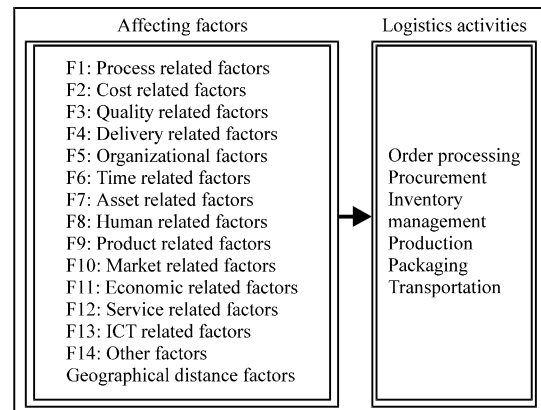 Affecting factors
F1: Process related factors
F2: Cost related factors
F3: Quality related factors
F4: Delivery related factors
F5: Organizational factors
F6: Time related factors
F7: Asset related factors
F8: Human related factors
F9: Product related factors
F10: Market related factors
F11: Economic related factors
F12: Service related factors
F13: ICT related factors
F14: Other factors
Geographical distance factors
Logistics activities
Order processing
Procurement
Inventory
management
Production
Packaging
Transportation